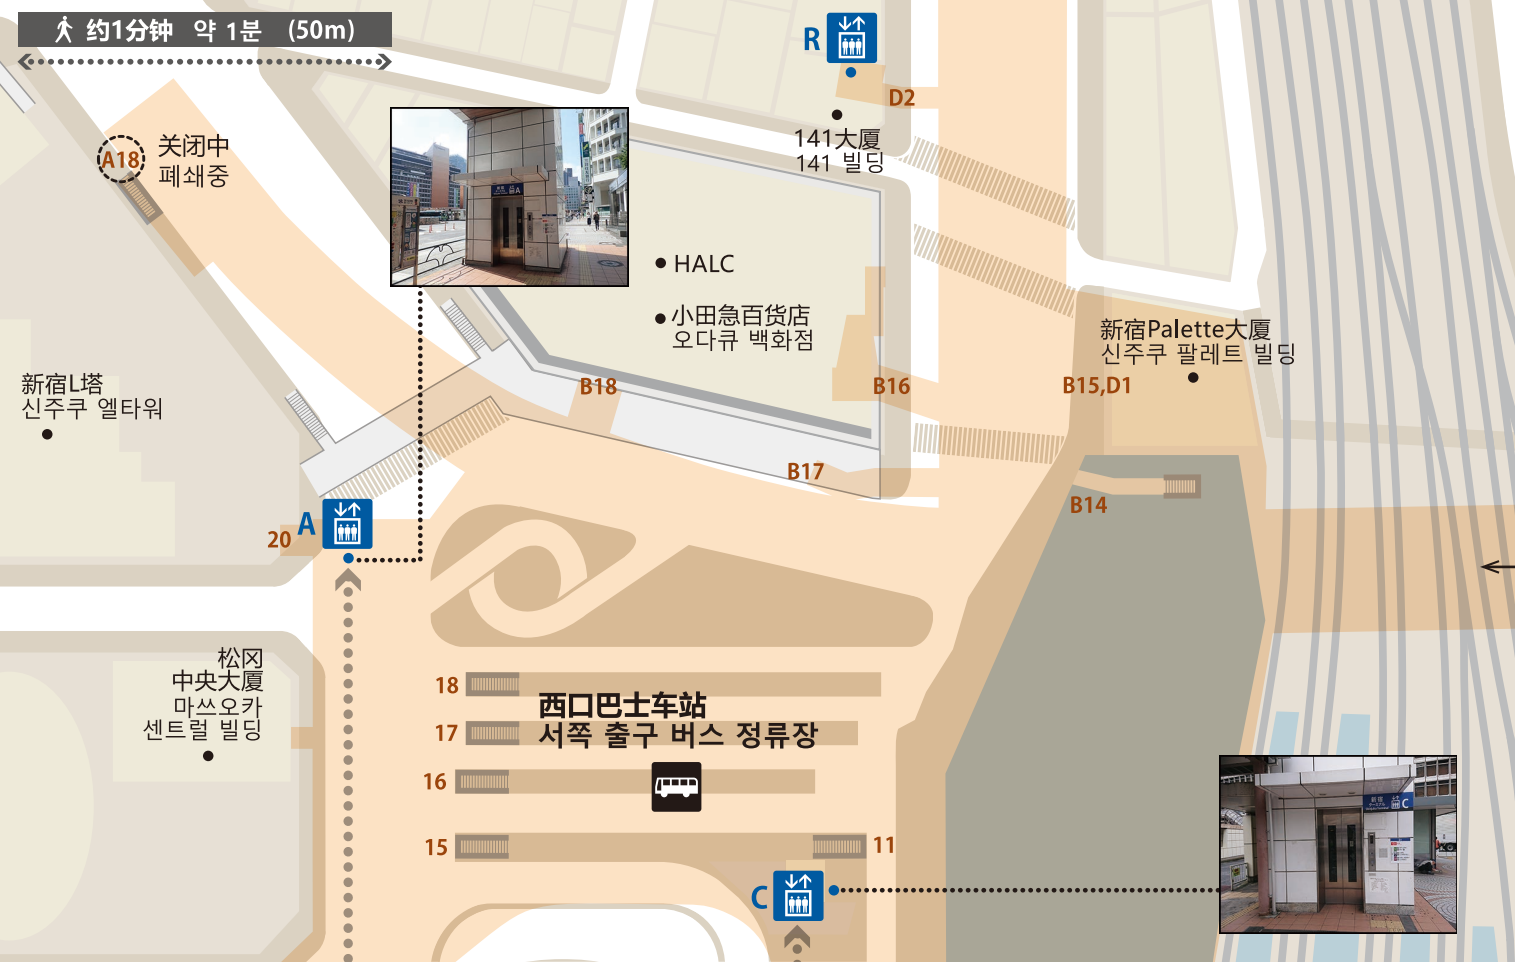 约1分钟 약 1분 (50m)
R
D2
141大厦
141 빌딩
A18
关闭中
폐쇄중
HALC
小田急百货店
오다큐 백화점
新宿Palette大厦
신주쿠 팔레트 빌딩
B18
B16
B15,D1
新宿L塔
신주쿠 엘타워
B17
B14
20
A
松冈
中央大厦
마쓰오카
센트럴 빌딩
18
西口巴士车站
서쪽 출구 버스 정류장
17
16
15
11
C
新宿
A
新宿
C